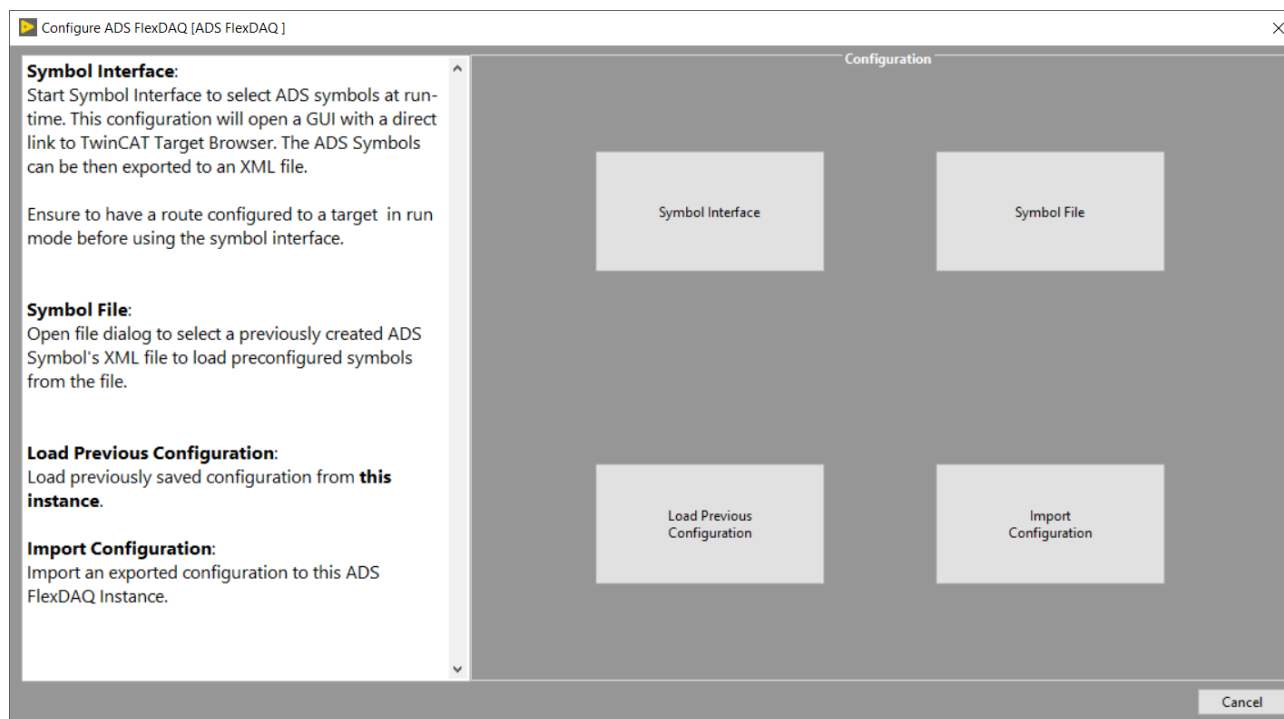 Configure ADS FlexDAQ [ADS FlexDAQ ]
Symbol Interface:
Start Symbol Interface to select ADS symbols at run-
time. This configuration will open a GUI with a direct
link to TwinCAT Target Browser. The ADS Symbols
can be then exported to an XML file.
Ensure to have a route configured to a target  in run
mode before using the symbol interface.
Symbol File:
Open file dialog to select a previously created ADS
Symbol's XML file to load preconfigured symbols
from the file.
Load Previous Configuration:
Load previously saved configuration from this
instance.
Import Configuration:
Import an exported configuration to this ADS
FlexDAQ Instance.
Configuration
Symbol Interface
Symbol File
Load Previous
Configuration
Import
Configuration
Cancel